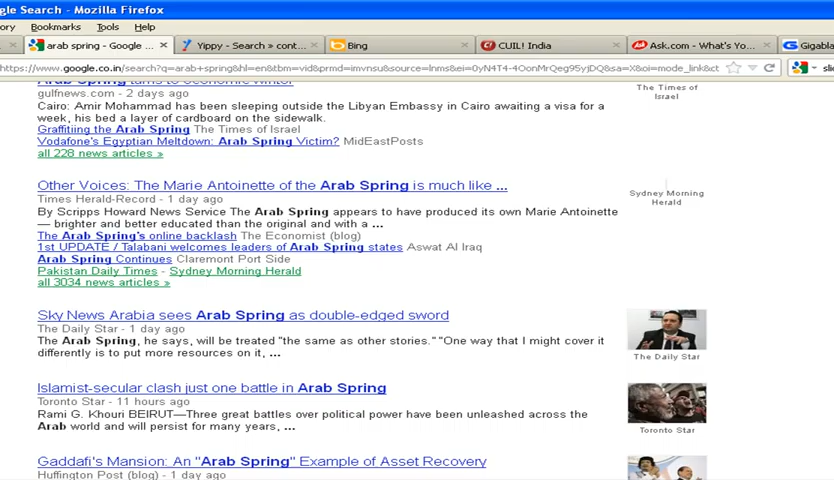 gle Search - Mozilla Firefox
ory Bookmarks Tools Help
arab spring - Google ... × Yippy - Search » cont... × Bing × CUIL! India × Ask.com - What's Yo... × Gigabla
https://www.google.co.in/search?q=arab+spring&hl=en&tbm=vid&prmd=imvnsu&source=lnms&ei=
gulfnews.com - 2 days ago
Cairo: Amir Mohammad has been sleeping outside the Libyan Embassy in Cairo awaiting a visa for a
week, his bed a layer of cardboard on the sidewalk.
Graffitiing the Arab Spring The Times of Israel
Vodafone's Egyptian Meltdown: Arab Spring Victim? MidEastPosts
all 228 news articles »
The Times of
Israel
Other Voices: The Marie Antoinette of the Arab Spring is much like ...
Times Herald-Record - 1 day ago
By Scripps Howard News Service The Arab Spring appears to have produced its own Marie Antoinette
— brighter and better educated than the original and with a ...
The Arab Spring's online backlash The Economist (blog)
1st UPDATE / Talabani welcomes leaders of Arab Spring states Aswat Al Iraq
Arab Spring Continues Claremont Port Side
Pakistan Daily Times - Sydney Morning Herald
all 3034 news articles »
Sydney Morning
Herald
Sky News Arabia sees Arab Spring as double-edged sword
The Daily Star - 1 day ago
The Arab Spring, he says, will be treated "the same as other stories." "One way that I might cover it
differently is to put more resources on it, ...
The Daily Star
Islamist-secular clash just one battle in Arab Spring
Toronto Star - 11 hours ago
Rami G. Khouri BEIRUT—Three great battles over political power have been unleashed across the
Arab world and will persist for many years, ...
Toronto Star
Gaddafi's Mansion: An "Arab Spring" Example of Asset Recovery
Huffington Post (blog) - 1 day ago